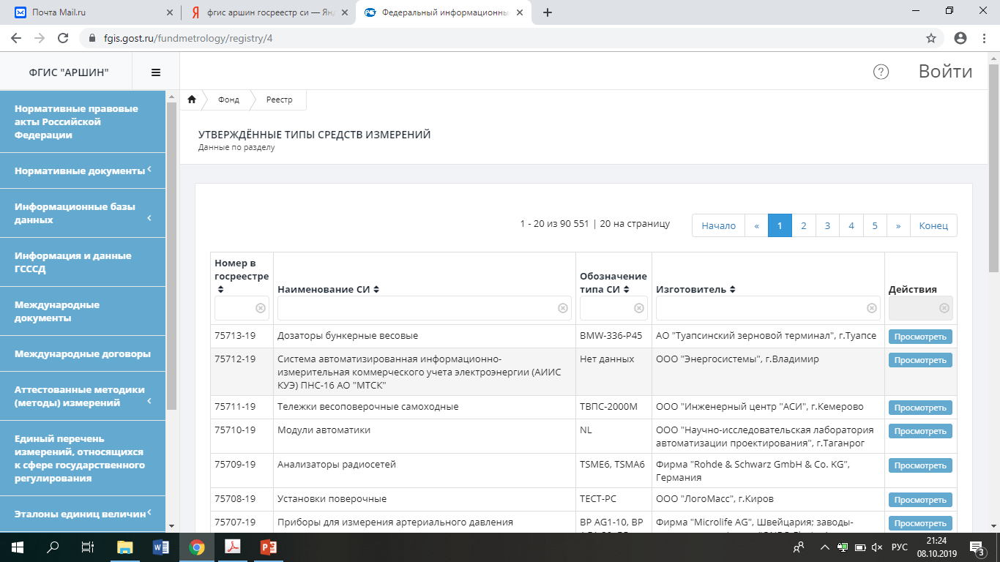 Почта Mail.ru
фгис аршин госреестр си — Янд
Федеральный информационны
fgis.gost.ru/fundmetrology/registry/4
ФГИС "АРШИН"
Войти
Нормативные правовые
акты Российской
Федерации
Нормативные документы
Информационные базы
данных
Информация и данные
ГСССД
Международные
документы
Международные договоры
Аттестованные методики
(методы) измерений
Единый перечень
измерений, относящихся
к сфере государственного
регулирования
Эталоны единиц величин
Фонд
Реестр
УТВЕРЖДЁННЫЕ ТИПЫ СРЕДСТВ ИЗМЕРЕНИЙ
Данные по разделу
1 - 20 из 90 551 | 20 на страницу
Начало « 1 2 3 4 5 » Конец
Номер в
госреестре
Наименование СИ
Обозначение
типа СИ
Изготовитель
Действия
75713-19 Дозаторы бункерные весовые BMW-336-P45 АО "Туапсинский зерновой терминал", г.Туапсе Просмотреть
75712-19 Система автоматизированная информационно- Нет данных ООО "Энергосистемы", г.Владимир Просмотреть
измерительная коммерческого учета электроэнергии (АИИС
КУЭ) ПНС-16 АО "МТСК"
75711-19 Тележки весоповерочные самоходные ТВПС-2000М ООО "Инженерный центр "АСИ", г.Кемерово Просмотреть
75710-19 Модули автоматики NL ООО "Научно-исследовательская лаборатория Просмотреть
автоматизации проектирования", г.Таганрог
75709-19 Анализаторы радиосетей TSME6, TSMA6 Фирма "Rohde & Schwarz GmbH & Co. KG", Просмотреть
Германия
75708-19 Установки поверочные ТЕСТ-РС ООО "ЛогоМасс", г.Киров Просмотреть
75707-19 Приборы для измерения артериального давления BP AG1-10, BP Фирма "Microlife AG", Швейцария; заводы- Просмотреть
РУС
21:24
08.10.2019
3